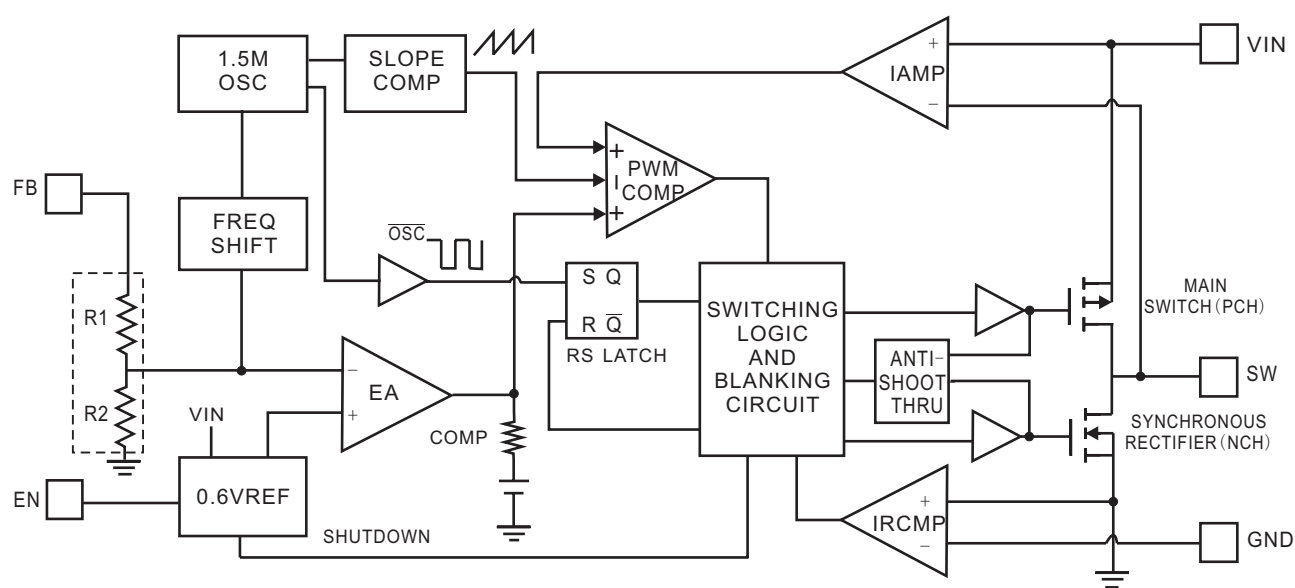 1.5M
OSC
SLOPE
COMP
+
IAMP
−
VIN
FB
FREQ
SHIFT
OSC
+
PWM
COMP
+
R1
R2
S Q
R Q
RS LATCH
SWITCHING
LOGIC
AND
BLANKING
CIRCUIT
MAIN
SWITCH(PCH)
ANTI-
SHOOT
THRU
SW
−
EA
+
COMP
VIN
SYNCHRONOUS
RECTIFIER(NCH)
EN
0.6VREF
SHUTDOWN
+
IRCMP
−
GND